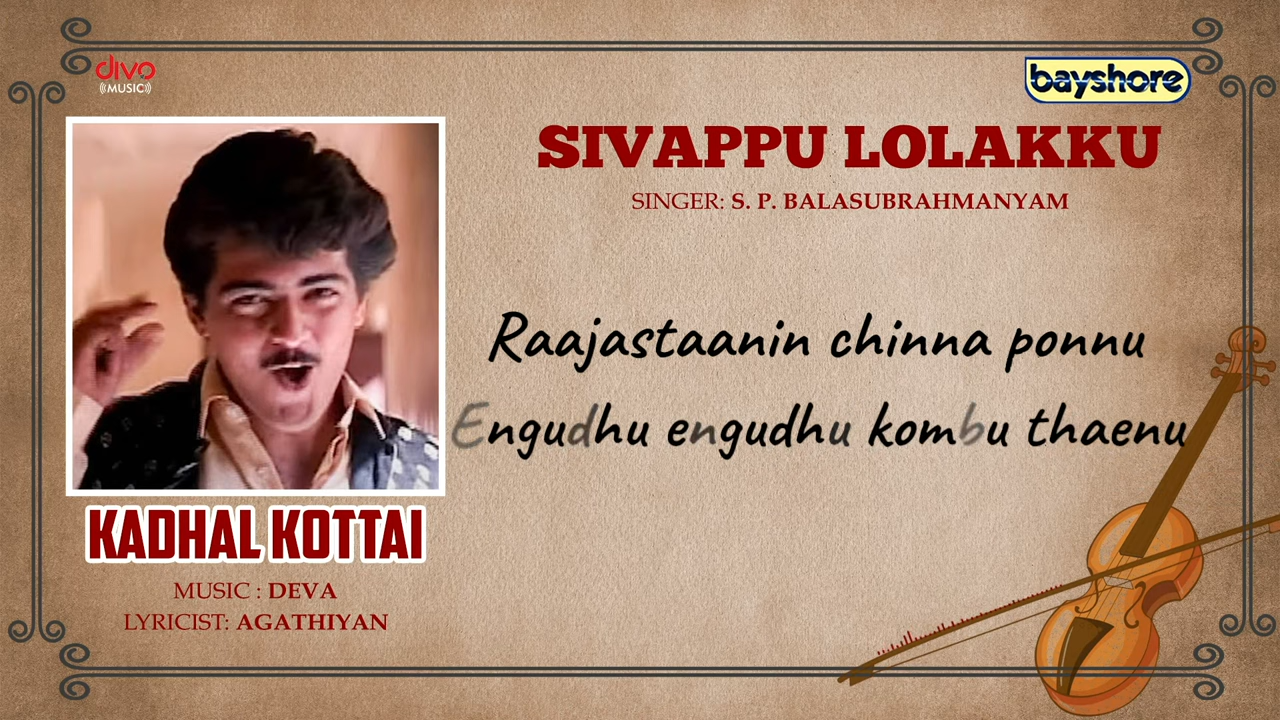 divo
MUSIC
bayshore
SIVAPPU LOLAKKU
SINGER: S. P. BALASUBRAHMANYAM
Raajastaanin chinna ponnu
Engudhu engudhu kombu thaenu
KADHAL KOTTAI
MUSIC : DEVA
LYRICIST: AGATHIYAN